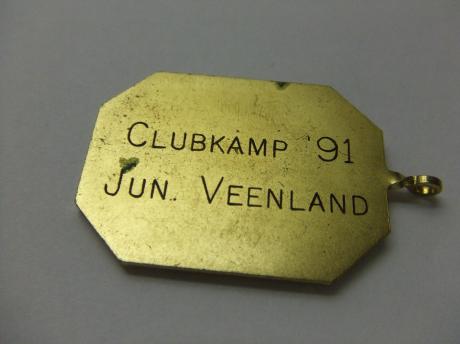 CLUBKAMP '91
JUN. VEENLAND